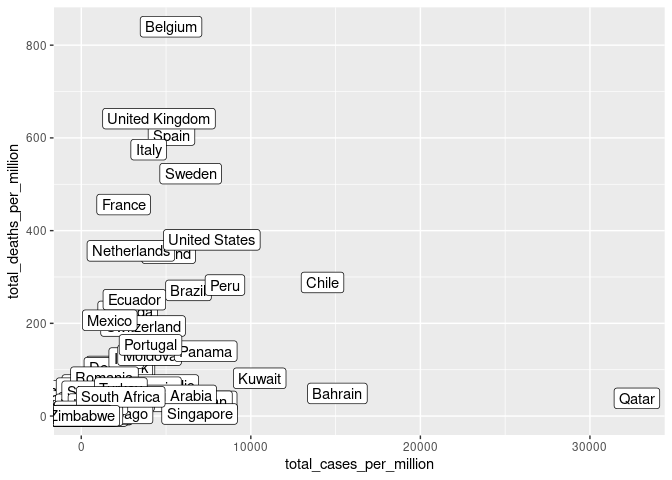 Belgium
800
United Kingdom
Spain
600
Italy
Sweden
France
total_deaths_per_million
400
United States
Netherlands
Chile
Peru
Brazil
Ecuador
200
Mexico
Switzerland
Portugal
Moldova
Panama
Romania
Kuwait
South Africa
Arabia
Bahrain
Qatar
0
Zimbabwe
Singapore
0
10000
20000
30000
total_cases_per_million